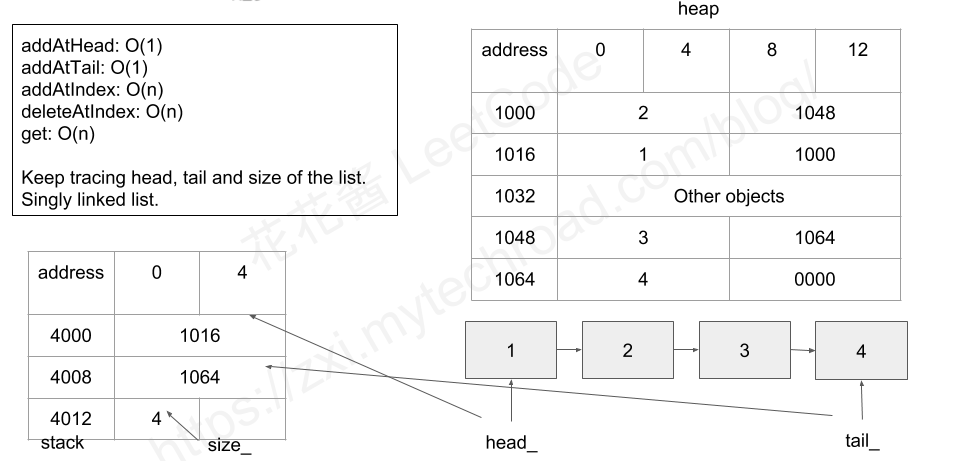 heap
addAtHead: O(1)
addAtTail: O(1)
addAtIndex: O(n)
deleteAtIndex: O(n)
get: O(n)
Keep tracing head, tail and size of the list.
Singly linked list.
address 0 4 8 12
1000 2 1048
1016 1 1000
1032 Other objects
1048 3 1064
1064 4 0000
address 0 4
4000 1016
4008 1064
4012 4
stack
size_
1 2 3 4
head_
tail_
花花酱 LeetCode
https://zxi.mytechroad.com/blog/